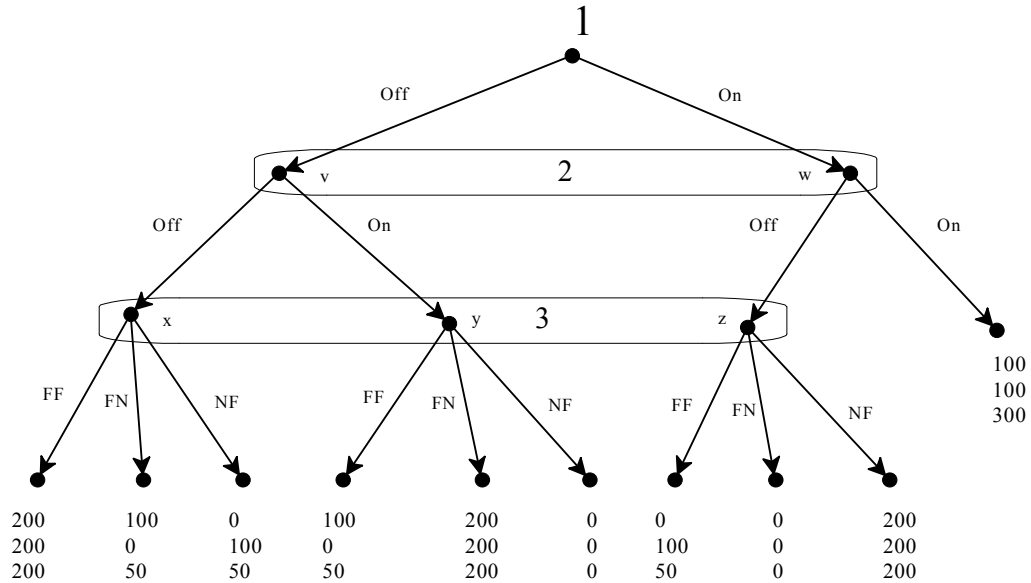 1
Off On
v 2 w
Off On Off On
x y 3 z
FF FN NF FF FN NF FF FN NF
100
100
300
200 100 0 100 200 0 0 0 200
200 0 100 0 200 0 100 0 200
200 50 50 50 200 0 50 0 200